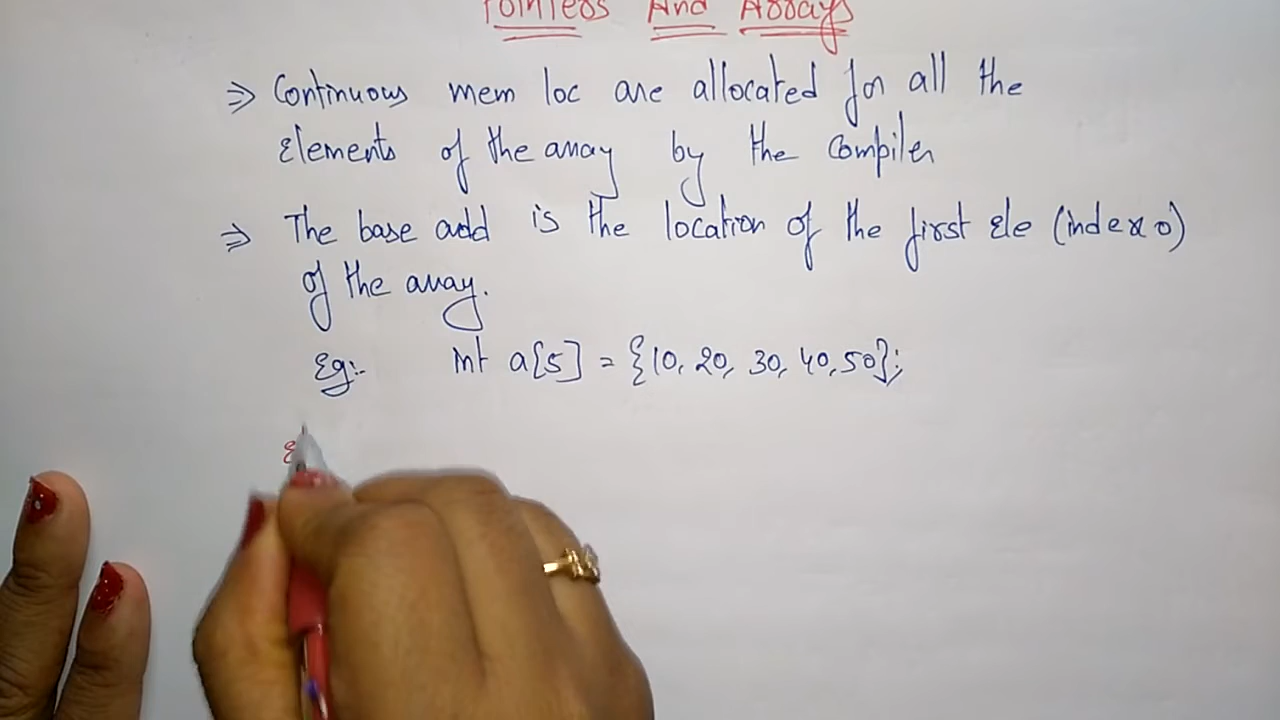 Pointers And Arrays
⇒ Continuous mem loc are allocated for all the
Elements of the array by the Compiler
⇒ The base add is the location of the first Ele (index 0)
of the array.
Eg:- int a[5] = {10, 20, 30, 40, 50};